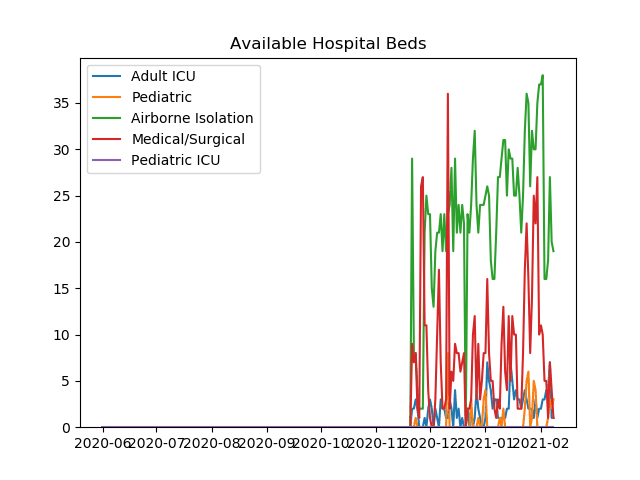 Available Hospital Beds
Adult ICU
Pediatric
Airborne Isolation
Medical/Surgical
Pediatric ICU
35
30
25
20
15
10
5
0
2020-06 2020-07 2020-08 2020-09 2020-10 2020-11 2020-12 2021-01 2021-02